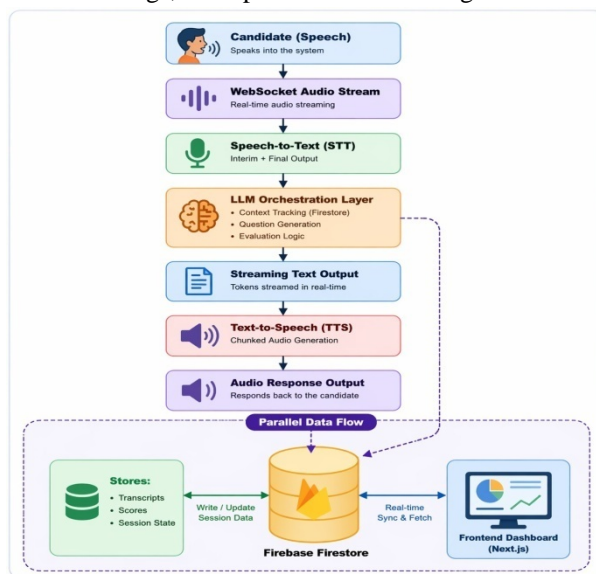 Candidate (Speech)
Speaks into the system
WebSocket Audio Stream
Real-time audio streaming
Speech-to-Text (STT)
Interim + Final Output
LLM Orchestration Layer
• Context Tracking (Firestore)
• Question Generation
• Evaluation Logic
Streaming Text Output
Tokens streamed in real-time
Text-to-Speech (TTS)
Chunked Audio Generation
Audio Response Output
Responds back to the candidate
Parallel Data Flow
Stores:
• Transcripts
• Scores
• Session State
Write / Update
Session Data
Firebase Firestore
Real-time
Sync & Fetch
Frontend Dashboard
(Next.js)